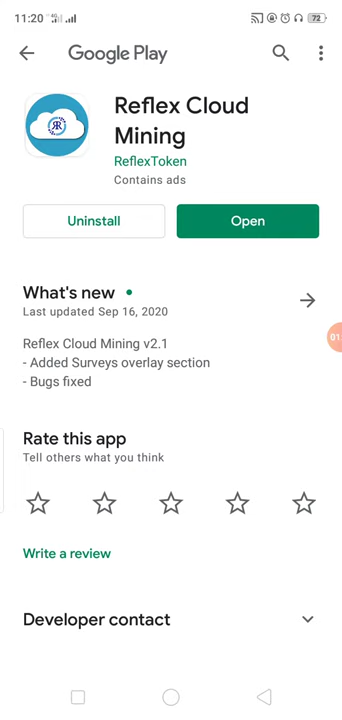 11:20
72
Google Play
Reflex Cloud
Mining
ReflexToken
Contains ads
Uninstall
Open
What's new
Last updated Sep 16, 2020
Reflex Cloud Mining v2.1
- Added Surveys overlay section
- Bugs fixed
Rate this app
Tell others what you think
Write a review
Developer contact